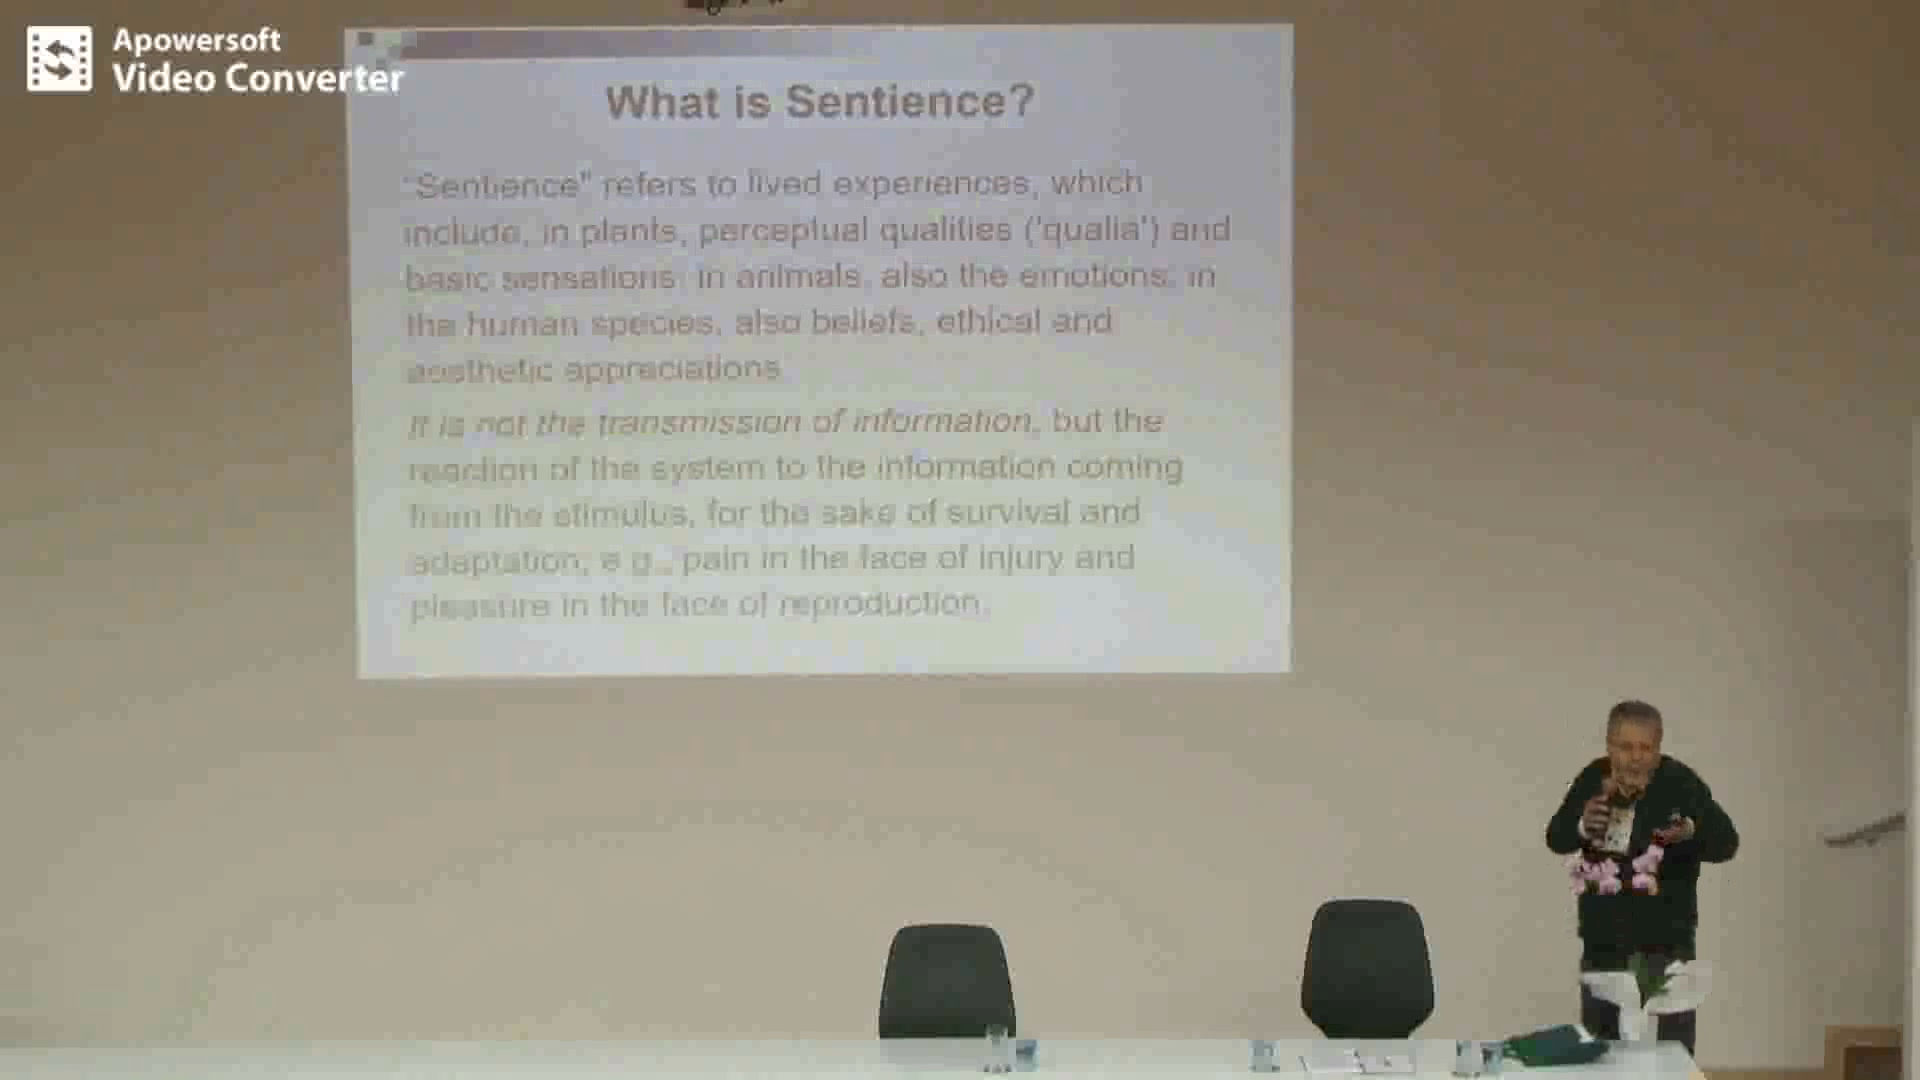 Apowersoft
Video Converter
What is Sentience?
"Sentience" refers to lived experiences, which
include, in plants, perceptual qualities ('qualia') and
basic sensations; in animals, also the emotions; in
the human species, also beliefs, ethical and
aesthetic appreciations.
It is not the transmission of information, but the
reaction of the system to the information coming
from the stimulus, for the sake of survival and
adaptation, e.g., pain in the face of injury and
pleasure in the face of reproduction.